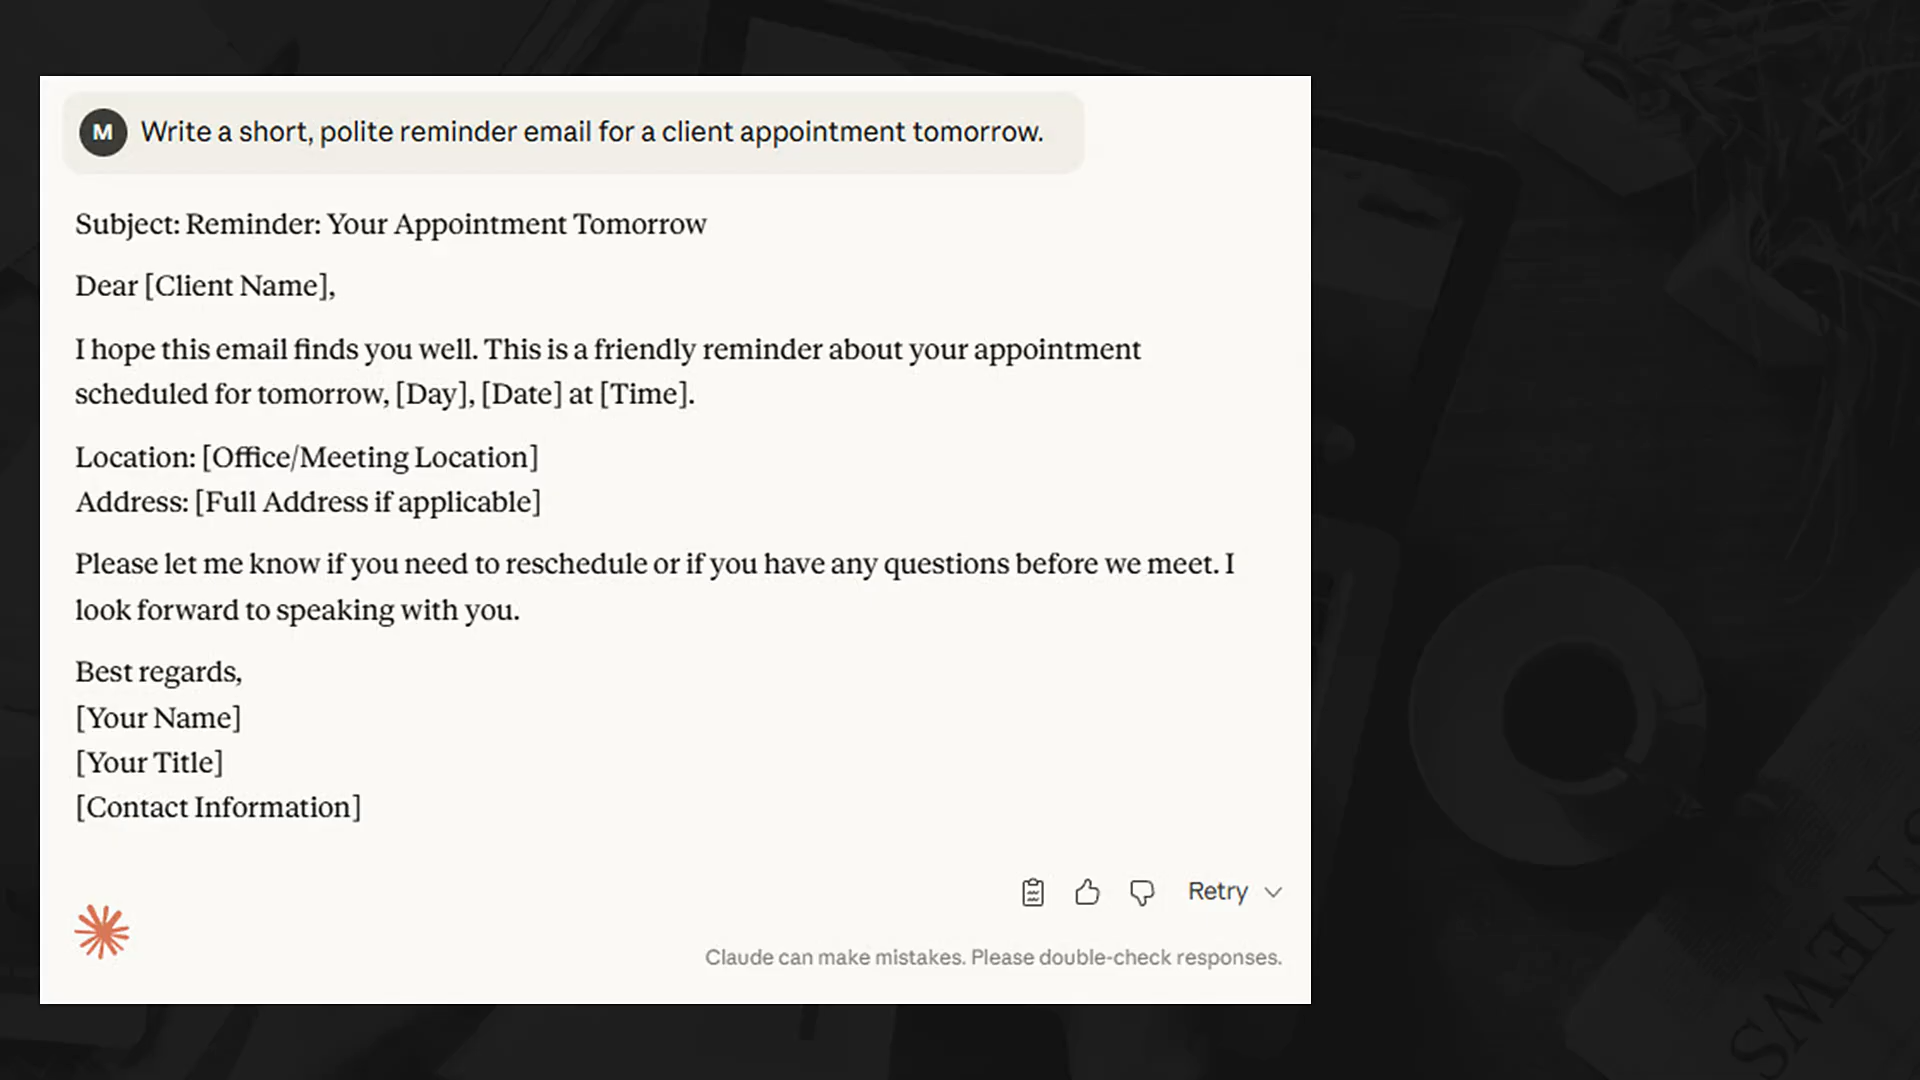 M Write a short, polite reminder email for a client appointment tomorrow.
Subject: Reminder: Your Appointment Tomorrow
Dear [Client Name],
I hope this email finds you well. This is a friendly reminder about your appointment
scheduled for tomorrow, [Day], [Date] at [Time].
Location: [Office/Meeting Location]
Address: [Full Address if applicable]
Please let me know if you need to reschedule or if you have any questions before we meet. I
look forward to speaking with you.
Best regards,
[Your Name]
[Your Title]
[Contact Information]
Retry
Claude can make mistakes. Please double-check responses.
NEWS